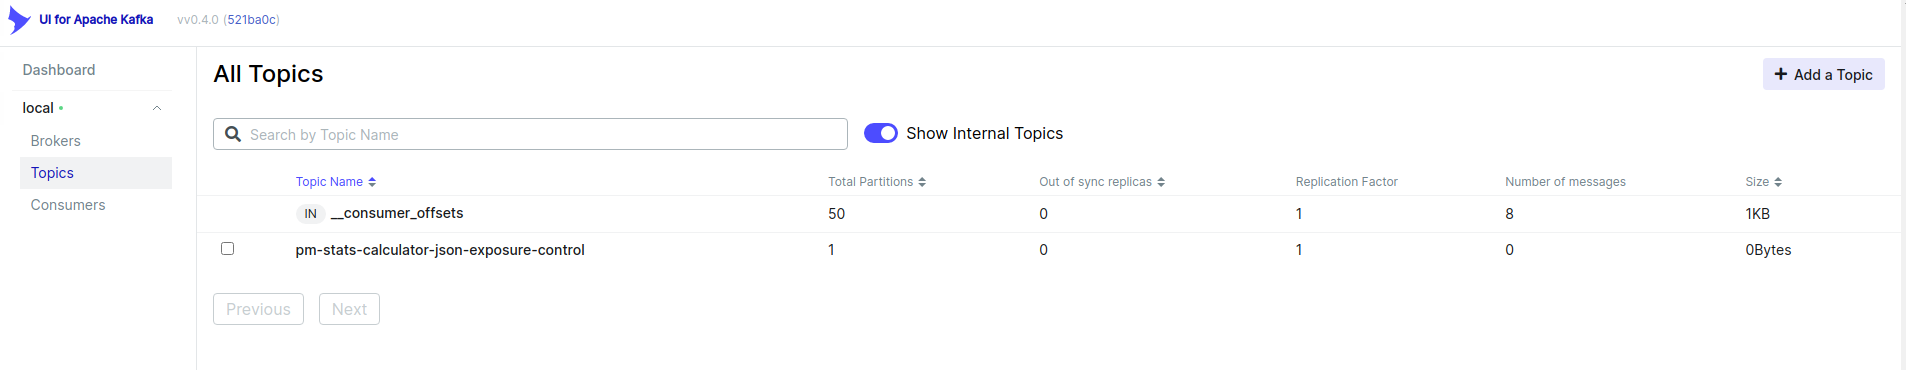 UI for Apache Kafka vv0.4.0 (521ba0c)
Dashboard
local
Brokers
Topics
Consumers
All Topics
Add a Topic
Search by Topic Name
Show Internal Topics
Topic Name Total Partitions Out of sync replicas Replication Factor Number of messages Size
IN __consumer_offsets 50 0 1 8 1KB
pm-stats-calculator-json-exposure-control 1 0 1 0 0Bytes
Previous Next